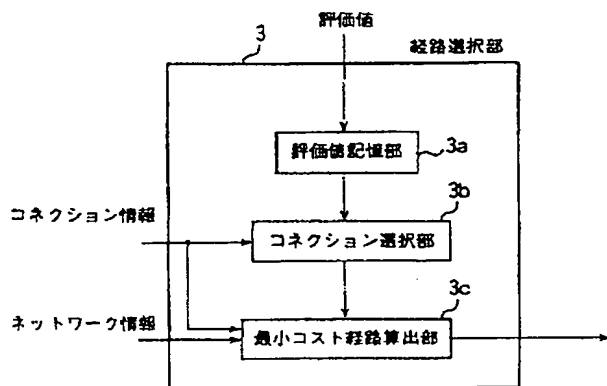 評価値
3
経路選択部
評価値記憶部
3a
コネクション情報
3b
コネクション選択部
ネットワーク情報
3c
最小コスト経路算出部